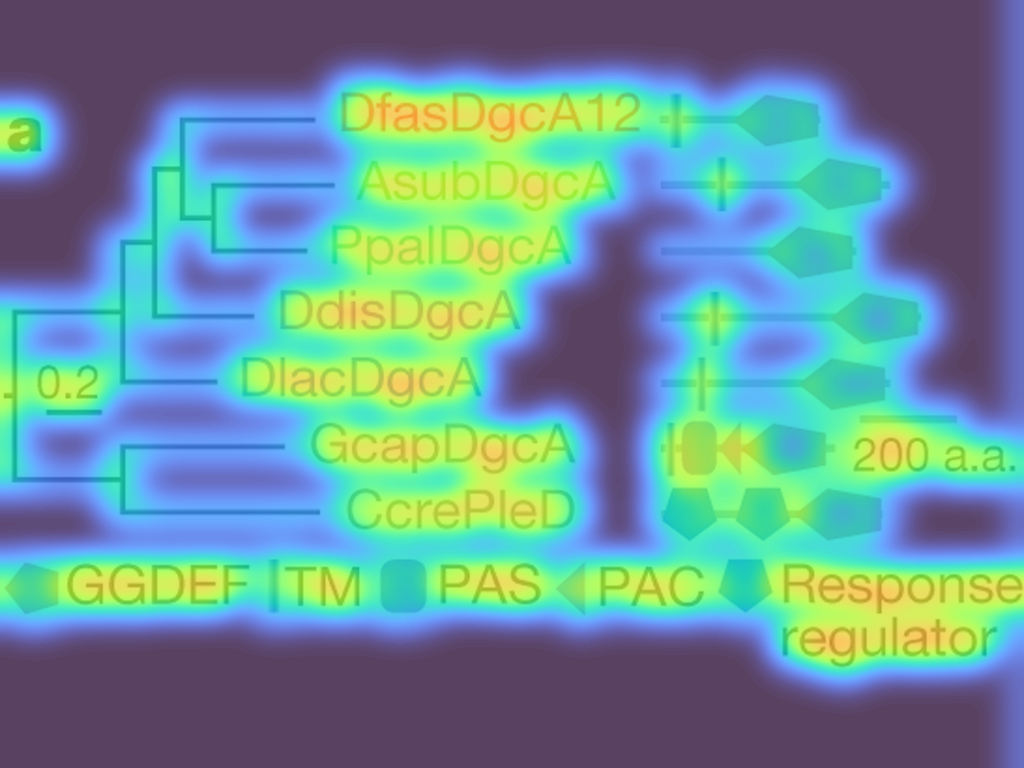 a
DfasDgcA12
AsubDgcA
PpalDgcA
DdisDgcA
0.2
DlacDgcA
GcapDgcA
200 a.a.
CcrePleD
GGDEF TM PAS PAC Response
regulator